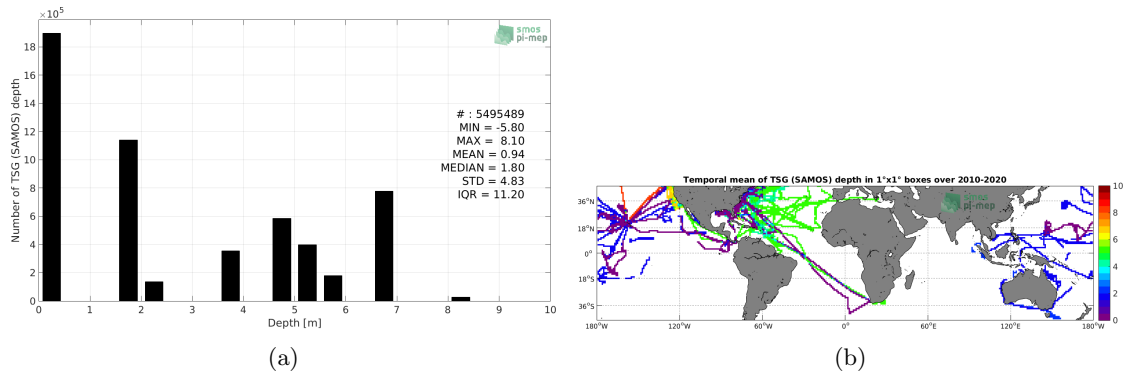 ×10⁵
18
16
14
12
10
8
6
4
2
0
Number of TSG (SAMOS) depth
smos
pi-mep
# : 5495489
MIN = -5.80
MAX = 8.10
MEAN = 0.94
MEDIAN = 1.80
STD = 4.83
IQR = 11.20
0 1 2 3 4 5 6 7 8 9 10
Depth [m]
(a)
Temporal mean of TSG (SAMOS) depth in 1°x1° boxes over 2010-2020
smos
pi-mep
36°N
18°N
0°
18°S
36°S
180°W 120°W 60°W 0° 60°E 120°E 180°W
10
8
6
4
2
0
(b)